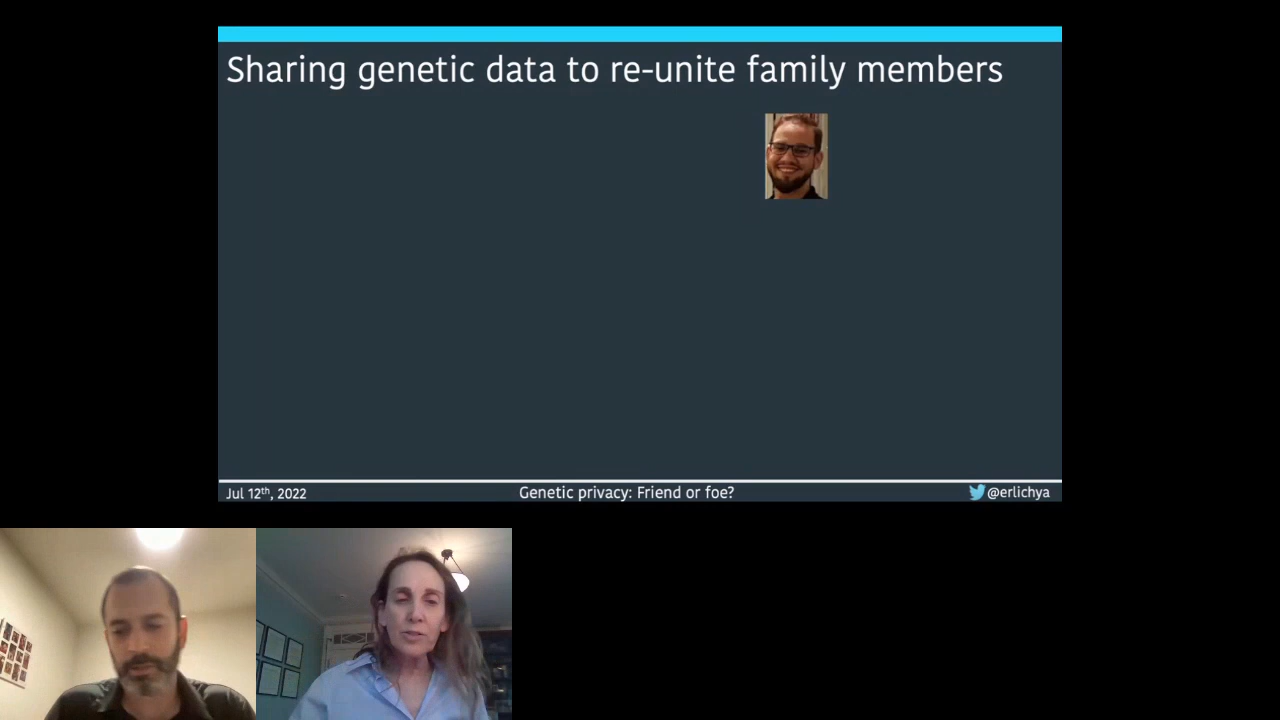 Sharing genetic data to re-unite family members
Jul 12th, 2022
Genetic privacy: Friend or foe?
@erlichya